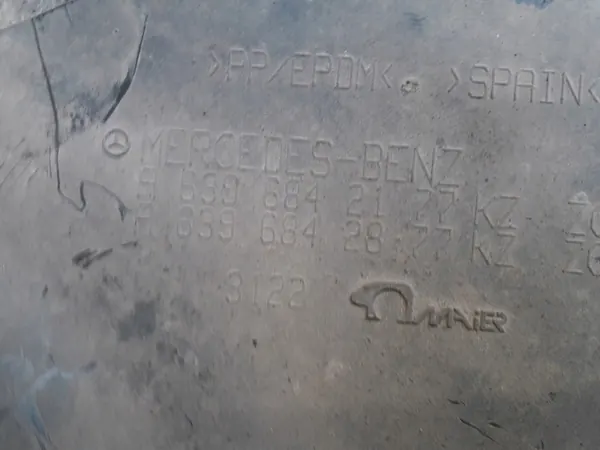 >PP/EPDM< >SPAIN<
MERCEDES-BENZ
A 639 684 21 77 KZ
A 639 684 28 77 KZ
3122 MAIER